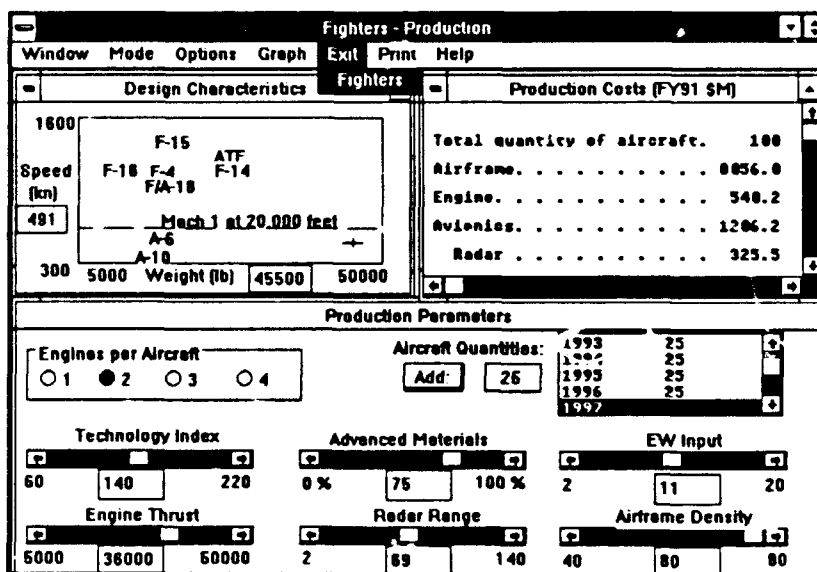 Fighters - Production
Window Mode Options Graph Exit Print Help
Fighters
Design Characteristics
1600
Speed
(kn)
491
300
F-15
ATF
F-16 F-4 F-14
F/A-18
Mach 1 at 20,000 feet
A-6
A-10
5000 Weight (lb) 45500 50000
Production Costs (FY91 $M)
Total quantity of aircraft. 100
Airframe. . . . . . . . . . . 8056.0
Engine. . . . . . . . . . . . 540.2
Avionics. . . . . . . . . . . 1206.2
Radar . . . . . . . . . . . 325.5
Production Parameters
Engines per Aircraft
1 2 3 4
Aircraft Quantities:
Add: 26
1993 25
25
1995 25
1996 25
1997
Technology Index
60 140 220
Advanced Materials
0 % 75 100 %
EW Input
2 11 20
Engine Thrust
5000 36000 60000
Radar Range
2 69 140
Airframe Density
40 80 80